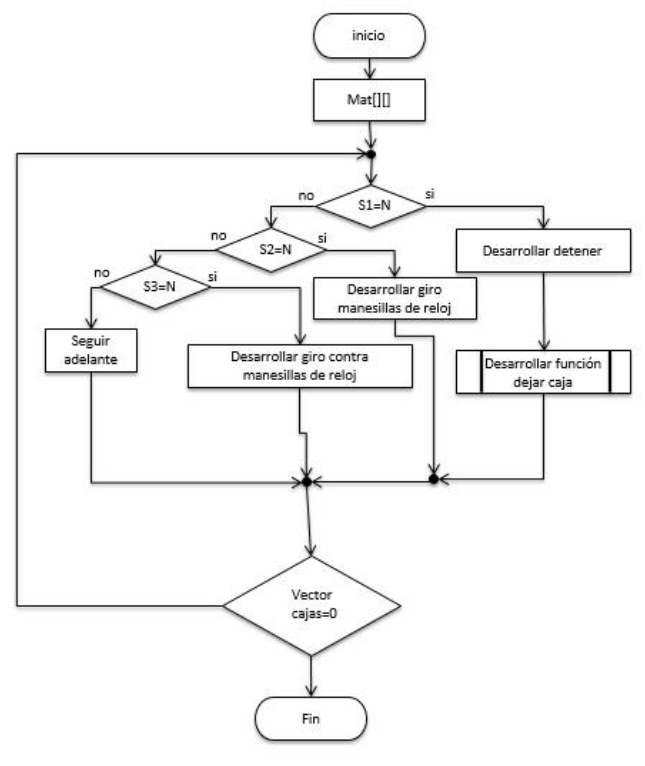 inicio
Mat[][]
S1=N
no
si
S2=N
no
si
Desarrollar detener
S3=N
no
si
Desarrollar giro
manesillas de reloj
Seguir
adelante
Desarrollar giro contra
manesillas de reloj
Desarrollar función
dejar caja
Vector
cajas=0
Fin